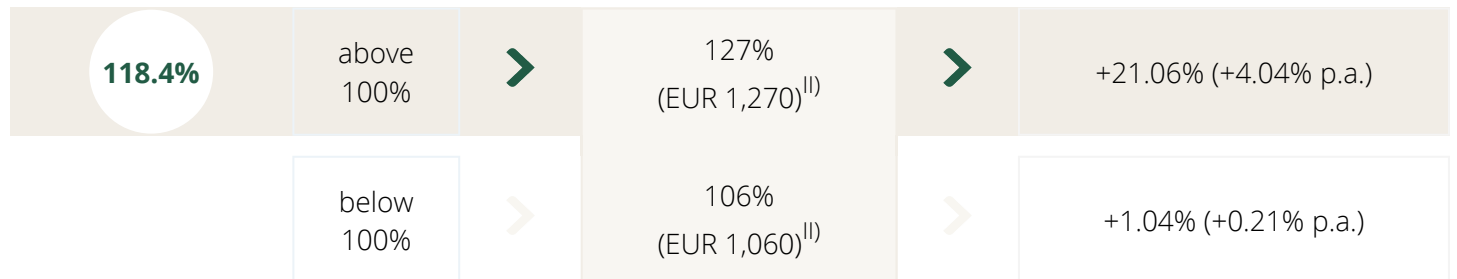 118.4%
above
100%
127%
(EUR 1,270)II)
+21.06% (+4.04% p.a.)
below
100%
106%
(EUR 1,060)II)
+1.04% (+0.21% p.a.)